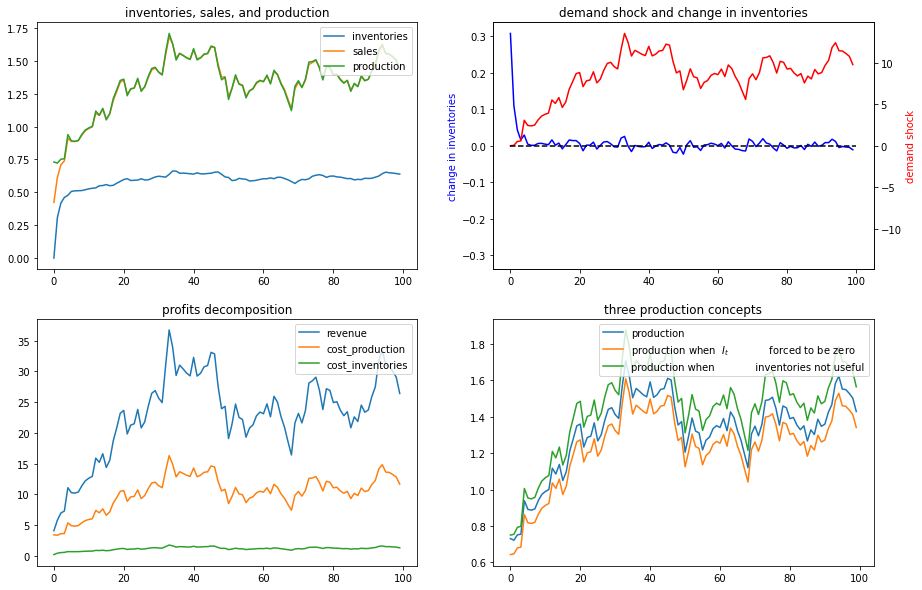 inventories, sales, and production
1.75
1.50
1.25
1.00
0.75
0.50
0.25
0.00
0 20 40 60 80 100
inventories
sales
production
demand shock and change in inventories
change in inventories
0.3
0.2
0.1
0.0
−0.1
−0.2
−0.3
0 20 40 60 80 100
10
5
0
−5
−10
demand shock
profits decomposition
35
30
25
20
15
10
5
0
0 20 40 60 80 100
revenue
cost_production
cost_inventories
three production concepts
1.8
1.6
1.4
1.2
1.0
0.8
0.6
0 20 40 60 80 100
production
production when I_t forced to be zero
production when inventories not useful